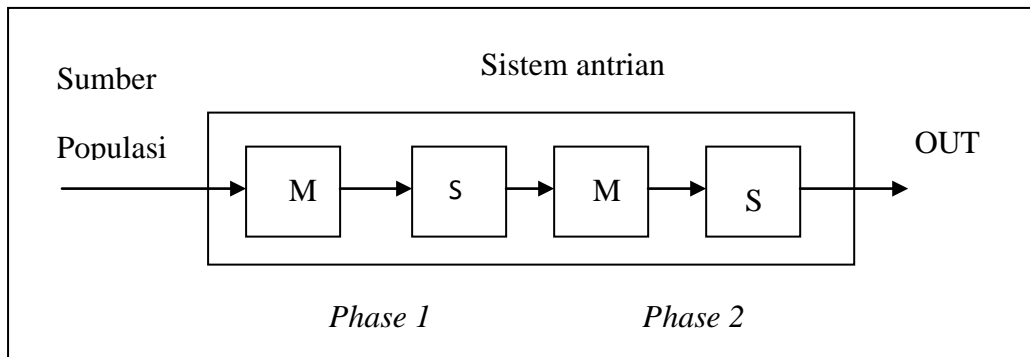 Sistem antrian
Sumber
Populasi
OUT
M
S
M
S
Phase 1
Phase 2